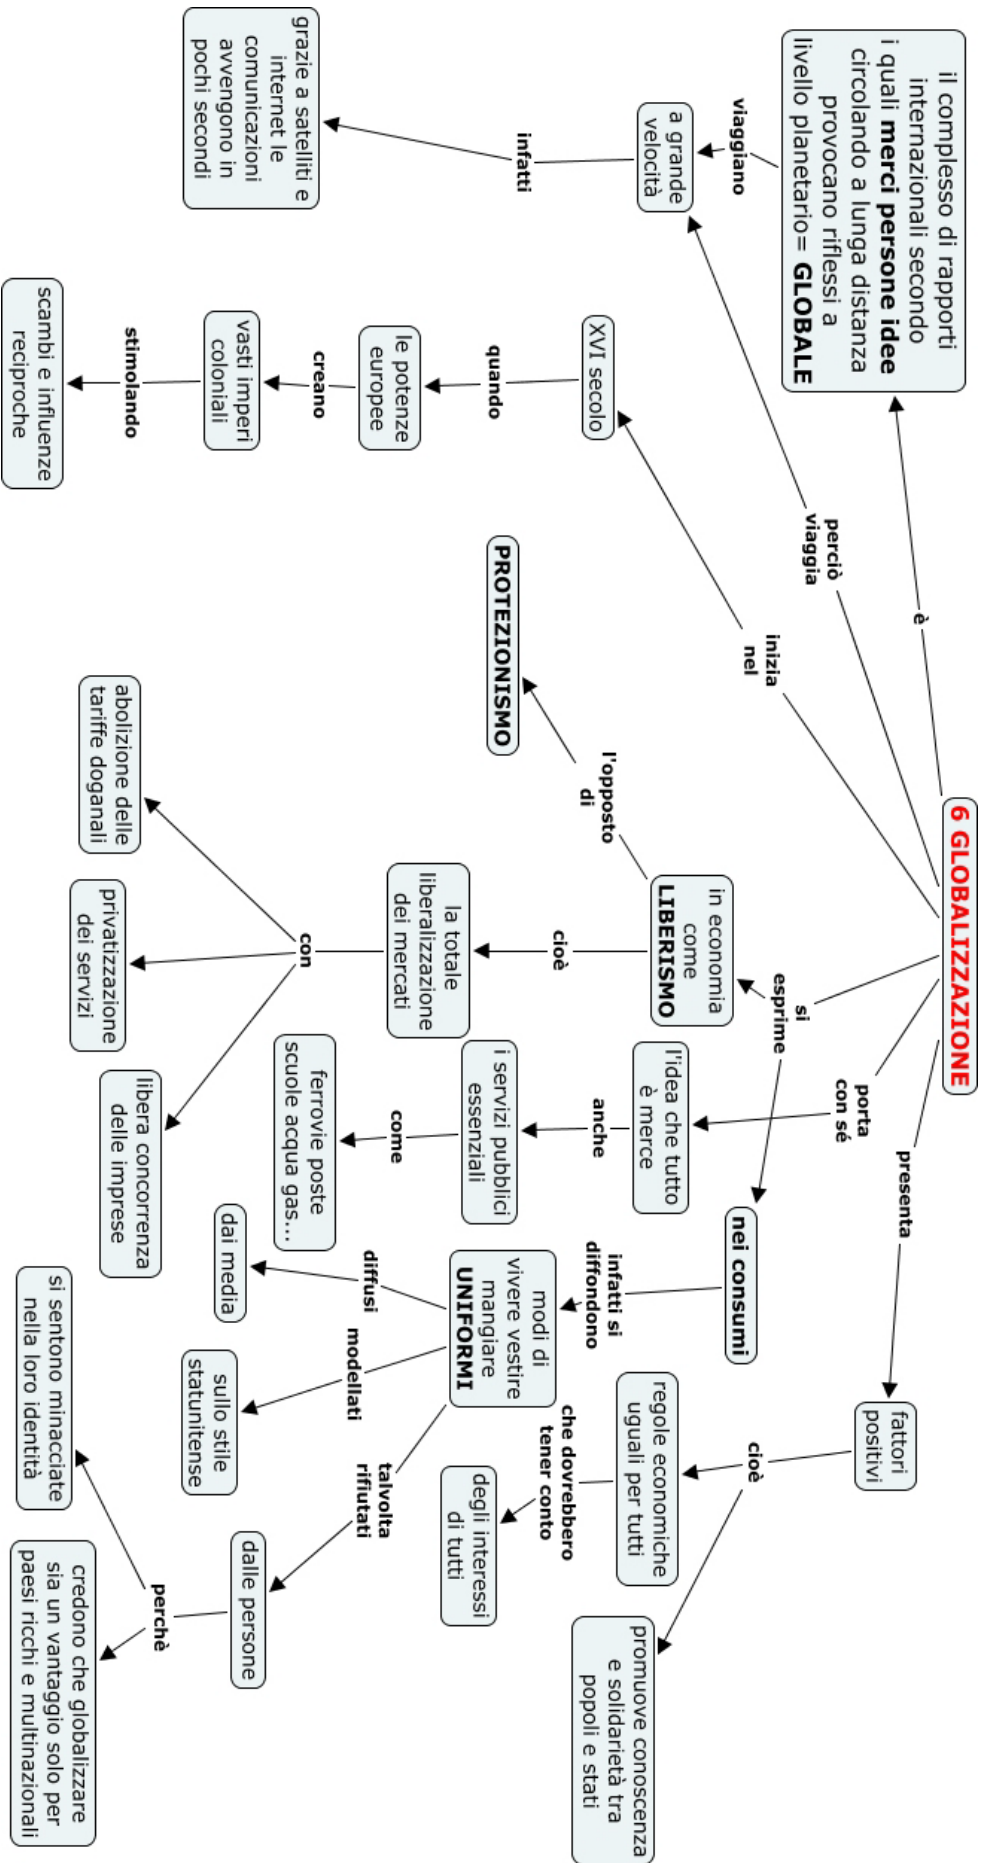 6 GLOBALIZZAZIONE
è
il complesso di rapporti
internazionali secondo
i quali merci persone idee
circolando a lunga distanza
provocano riflessi a
livello planetario= GLOBALE
viaggiano
perciò
viaggia
a grande
velocità
infatti
grazie a satelliti e
internet le
comunicazioni
avvengono in
pochi secondi
inizia
nel
XVI secolo
quando
le potenze
europee
creano
vasti imperi
coloniali
stimolando
scambi e influenze
reciproche
si
esprime
in economia
come
LIBERISMO
l'opposto
di
PROTEZIONISMO
cioè
la totale
liberalizzazione
dei mercati
con
abolizione delle
tariffe doganali
privatizzazione
dei servizi
libera concorrenza
delle imprese
porta
con sé
l'idea che tutto
è merce
anche
i servizi pubblici
essenziali
come
ferrovie poste
scuole acqua gas...
nei consumi
infatti si
diffondono
modi di
vivere vestire
mangiare
UNIFORMI
diffusi
dai media
modellati
sullo stile
statunitense
talvolta
rifiutati
dalle persone
perchè
si sentono minacciate
nella loro identità
credono che globalizzare
sia un vantaggio solo per
paesi ricchi e multinazionali
presenta
fattori
positivi
cioè
regole economiche
uguali per tutti
che dovrebbero
tener conto
degli interessi
di tutti
promuove conoscenza
e solidarietà tra
popoli e stati